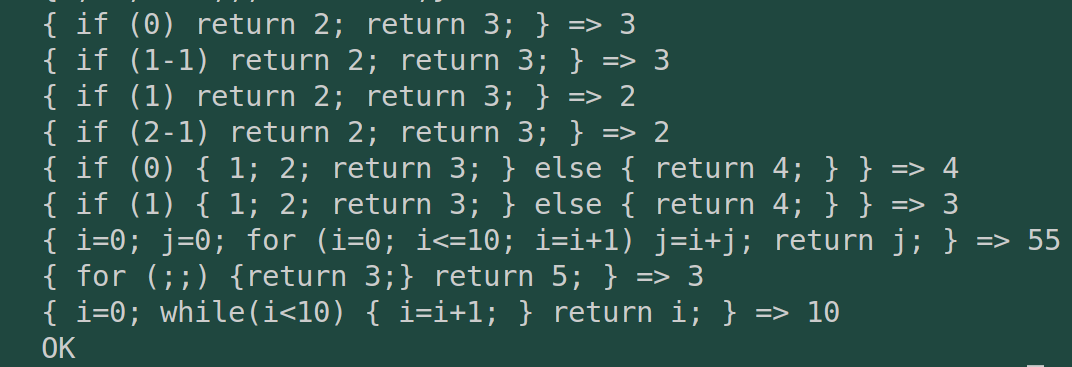 { if (0) return 2; return 3; } => 3
{ if (1-1) return 2; return 3; } => 3
{ if (1) return 2; return 3; } => 2
{ if (2-1) return 2; return 3; } => 2
{ if (0) { 1; 2; return 3; } else { return 4; } } => 4
{ if (1) { 1; 2; return 3; } else { return 4; } } => 3
{ i=0; j=0; for (i=0; i<=10; i=i+1) j=i+j; return j; } => 55
{ for (;;) {return 3;} return 5; } => 3
{ i=0; while(i<10) { i=i+1; } return i; } => 10
OK